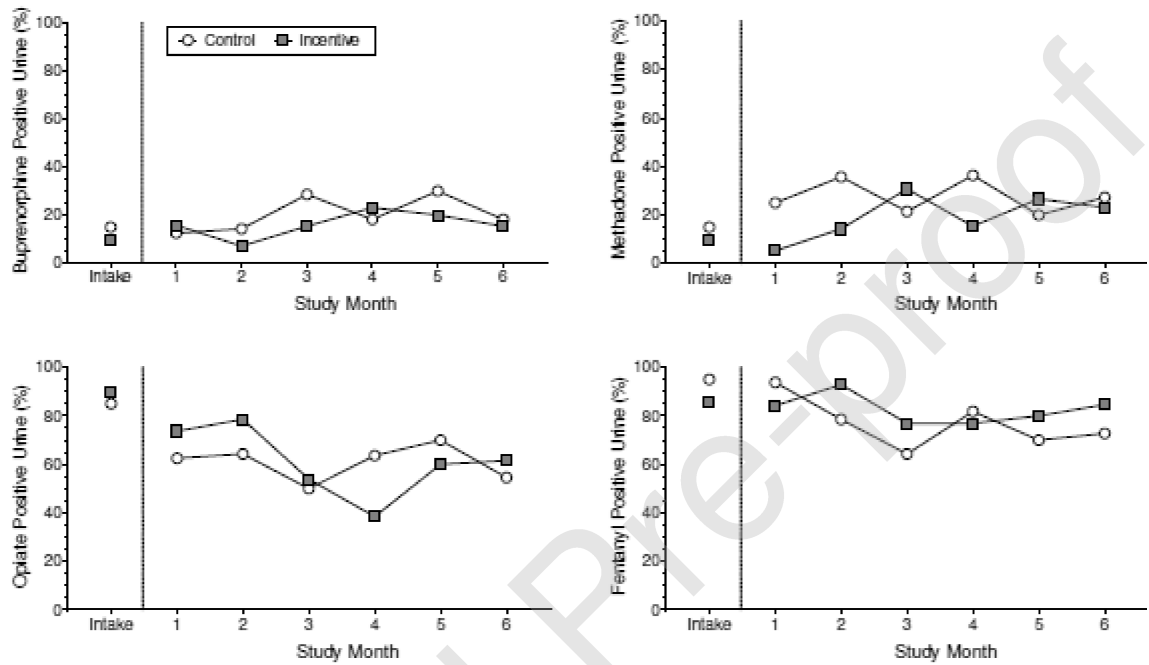 Buprenorphine Positive Urine (%)
100
80
60
40
20
0
Control Incentive
Intake 1 2 3 4 5 6
Study Month
Methadone Positive Urine (%)
100
80
60
40
20
0
Intake 1 2 3 4 5 6
Study Month
Opiate Positive Urine (%)
100
80
60
40
20
0
Intake 1 2 3 4 5 6
Study Month
Fentanyl Positive Urine (%)
100
80
60
40
20
0
Intake 1 2 3 4 5 6
Study Month
Pre-proof